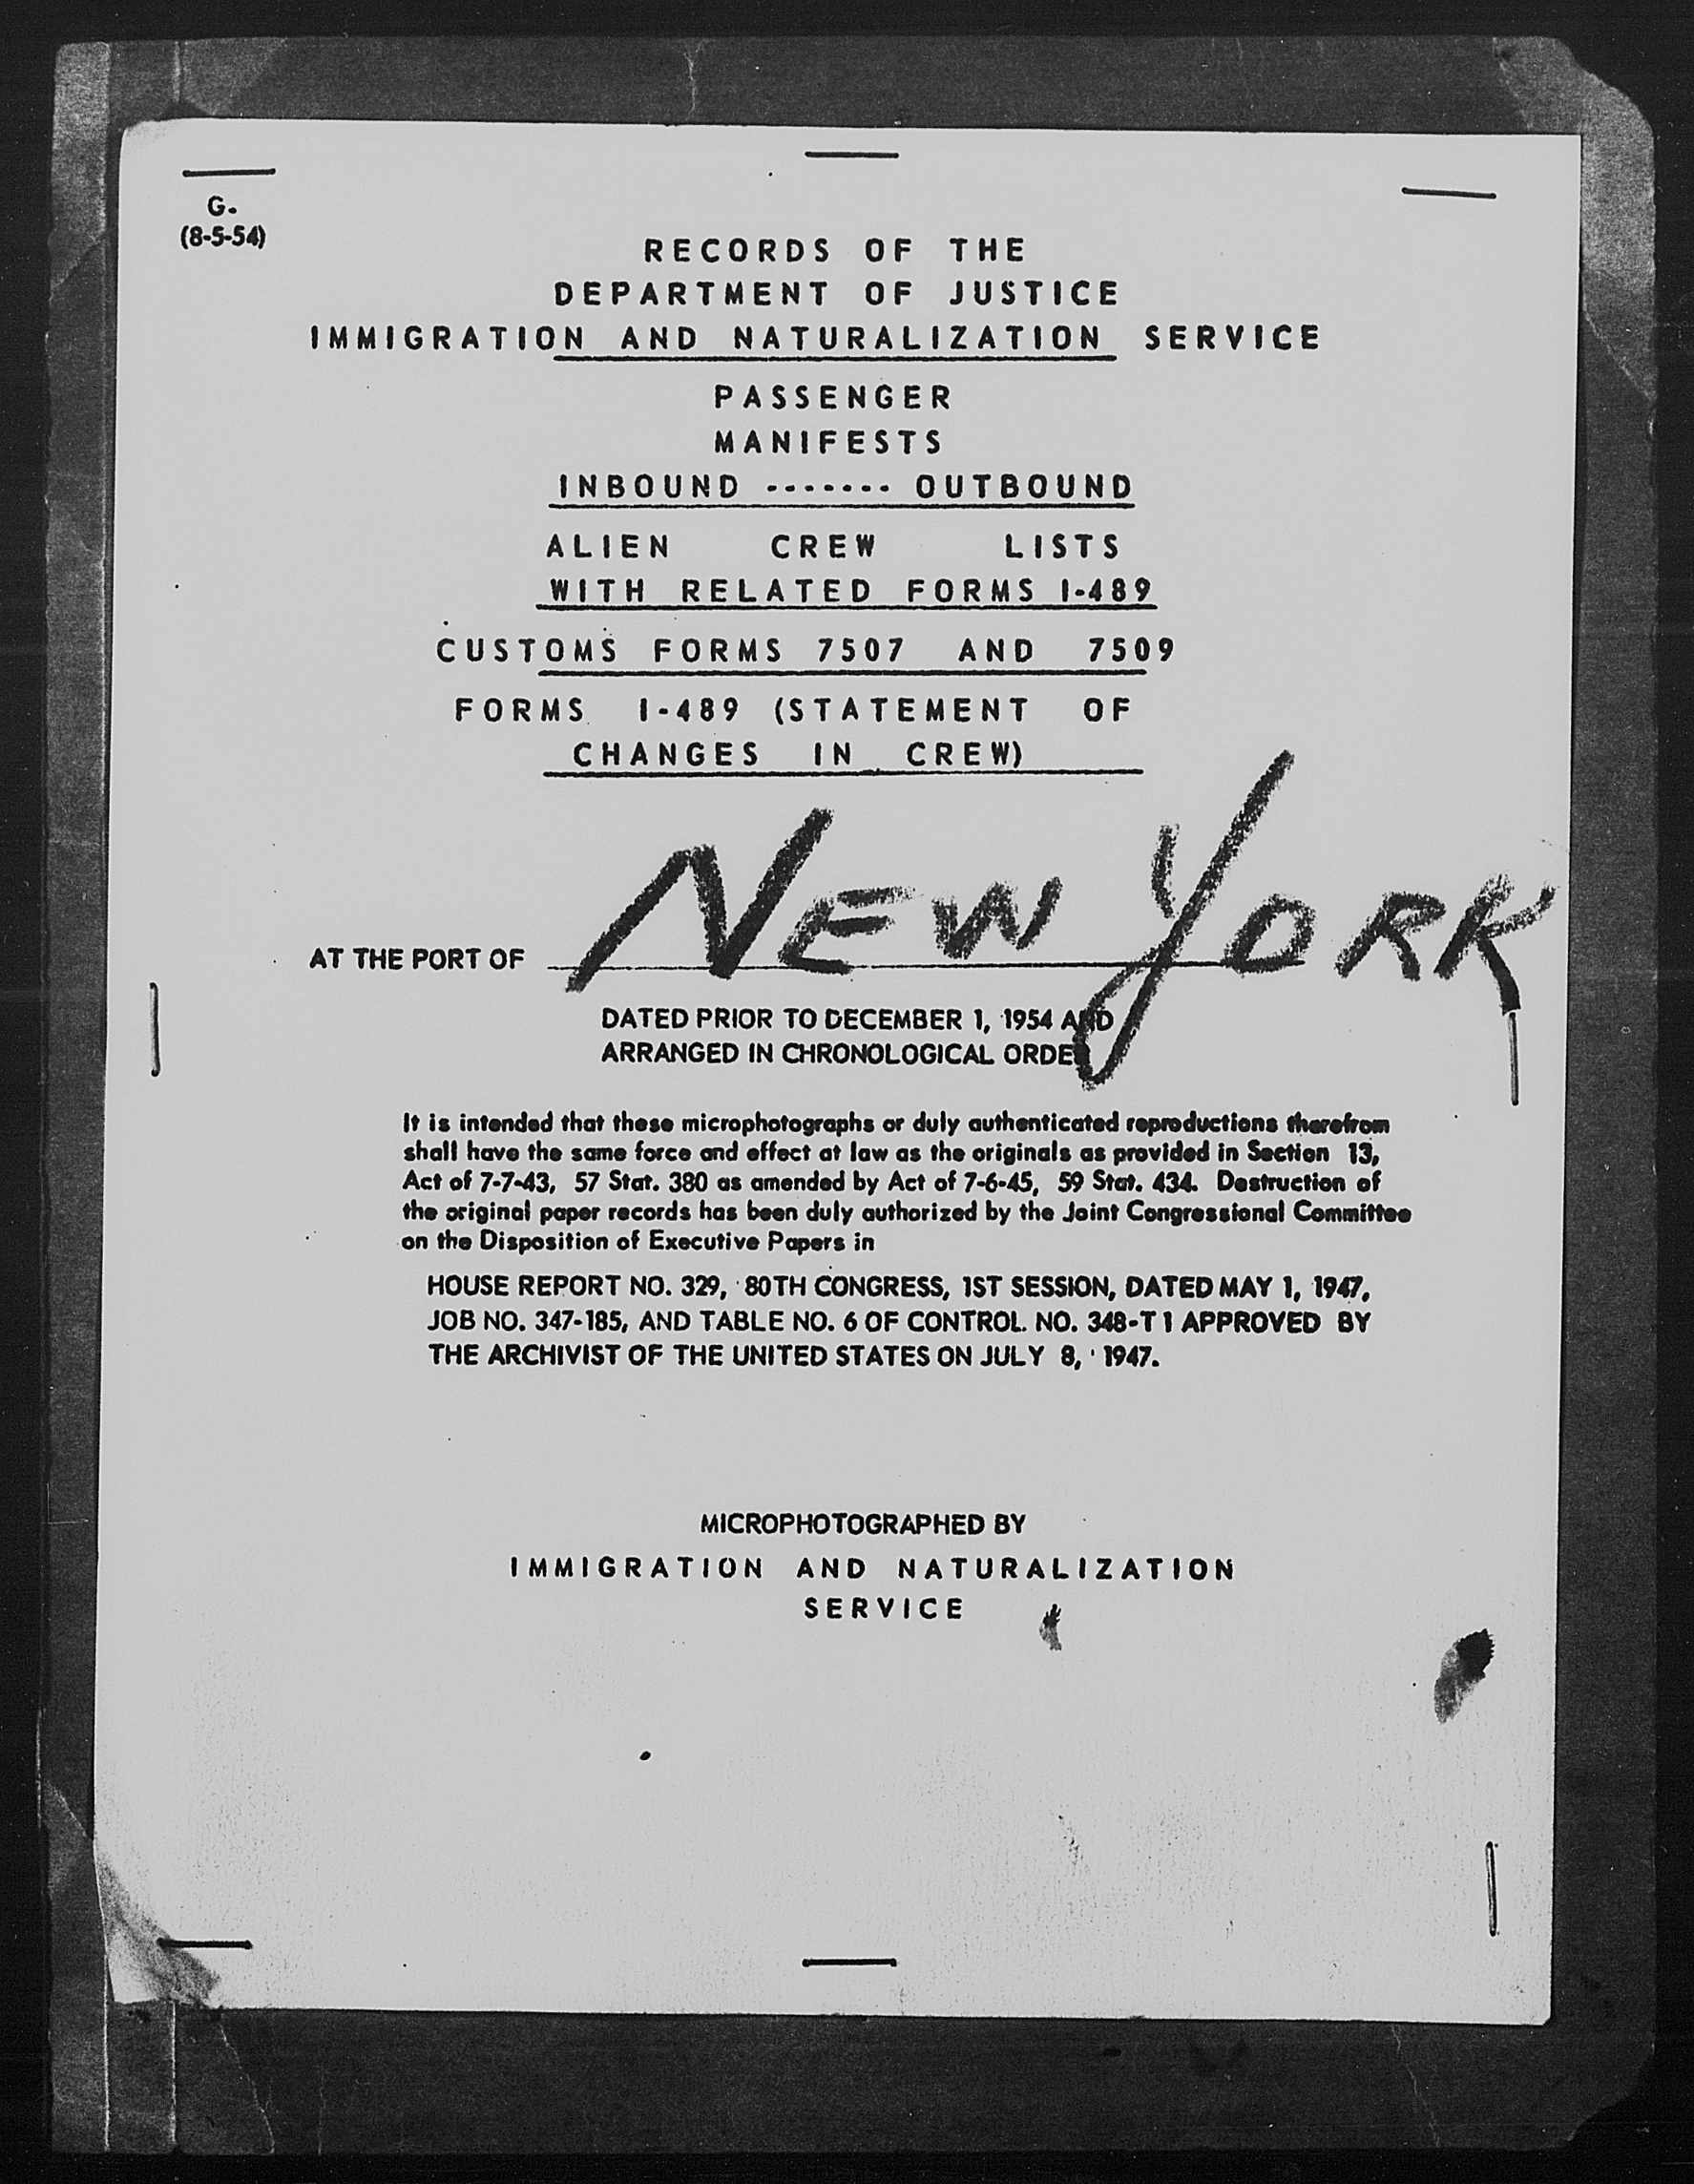 G.
(8-5-54)
RECORDS OF THE
DEPARTMENT OF JUSTICE
IMMIGRATION AND NATURALIZATION SERVICE
PASSENGER
MANIFESTS
INBOUND ------- OUTBOUND
ALIEN CREW LISTS
WITH RELATED FORMS I-489
CUSTOMS FORMS 7507 AND 7509
FORMS I-489 (STATEMENT OF
CHANGES IN CREW)
AT THE PORT OF NEW YORK
DATED PRIOR TO DECEMBER 1, 1954 AND
ARRANGED IN CHRONOLOGICAL ORDER
It is intended that these microphotographs or duly authenticated reproductions therefrom
shall have the same force and effect at law as the originals as provided in Section 13,
Act of 7-7-43, 57 Stat. 380 as amended by Act of 7-6-45, 59 Stat. 434. Destruction of
the original paper records has been duly authorized by the Joint Congressional Committee
on the Disposition of Executive Papers in
HOUSE REPORT NO. 329, 80TH CONGRESS, 1ST SESSION, DATED MAY 1, 1947,
JOB NO. 347-185, AND TABLE NO. 6 OF CONTROL NO. 348-T1 APPROVED BY
THE ARCHIVIST OF THE UNITED STATES ON JULY 8, 1947.
MICROPHOTOGRAPHED BY
IMMIGRATION AND NATURALIZATION
SERVICE